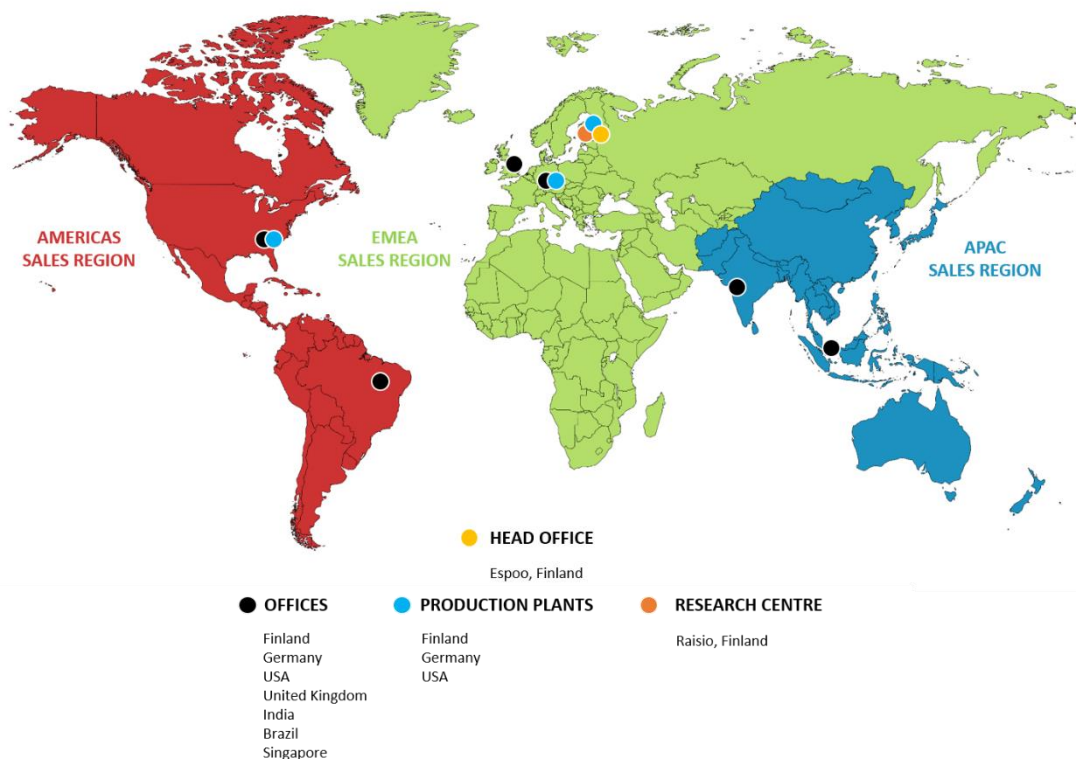 AMERICAS
SALES REGION
EMEA
SALES REGION
APAC
SALES REGION
HEAD OFFICE
Espoo, Finland
OFFICES
Finland
Germany
USA
United Kingdom
India
Brazil
Singapore
PRODUCTION PLANTS
Finland
Germany
USA
RESEARCH CENTRE
Raisio, Finland